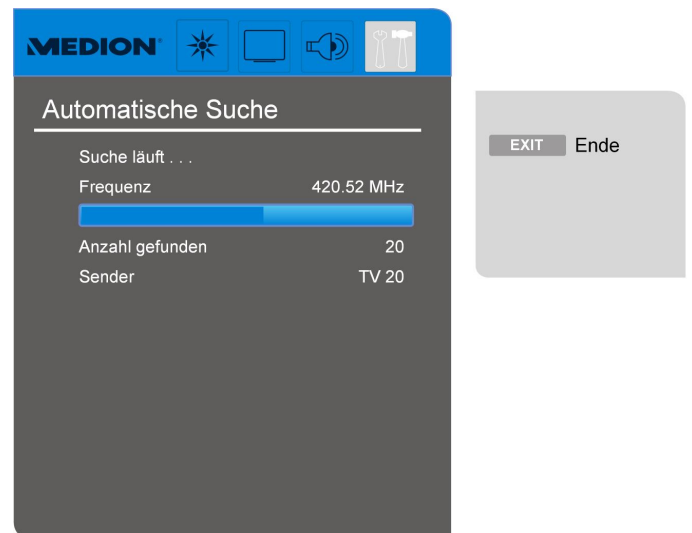 MEDION
Automatische Suche
Suche läuft . . .
Frequenz 420.52 MHz
Anzahl gefunden 20
Sender TV 20
EXIT Ende